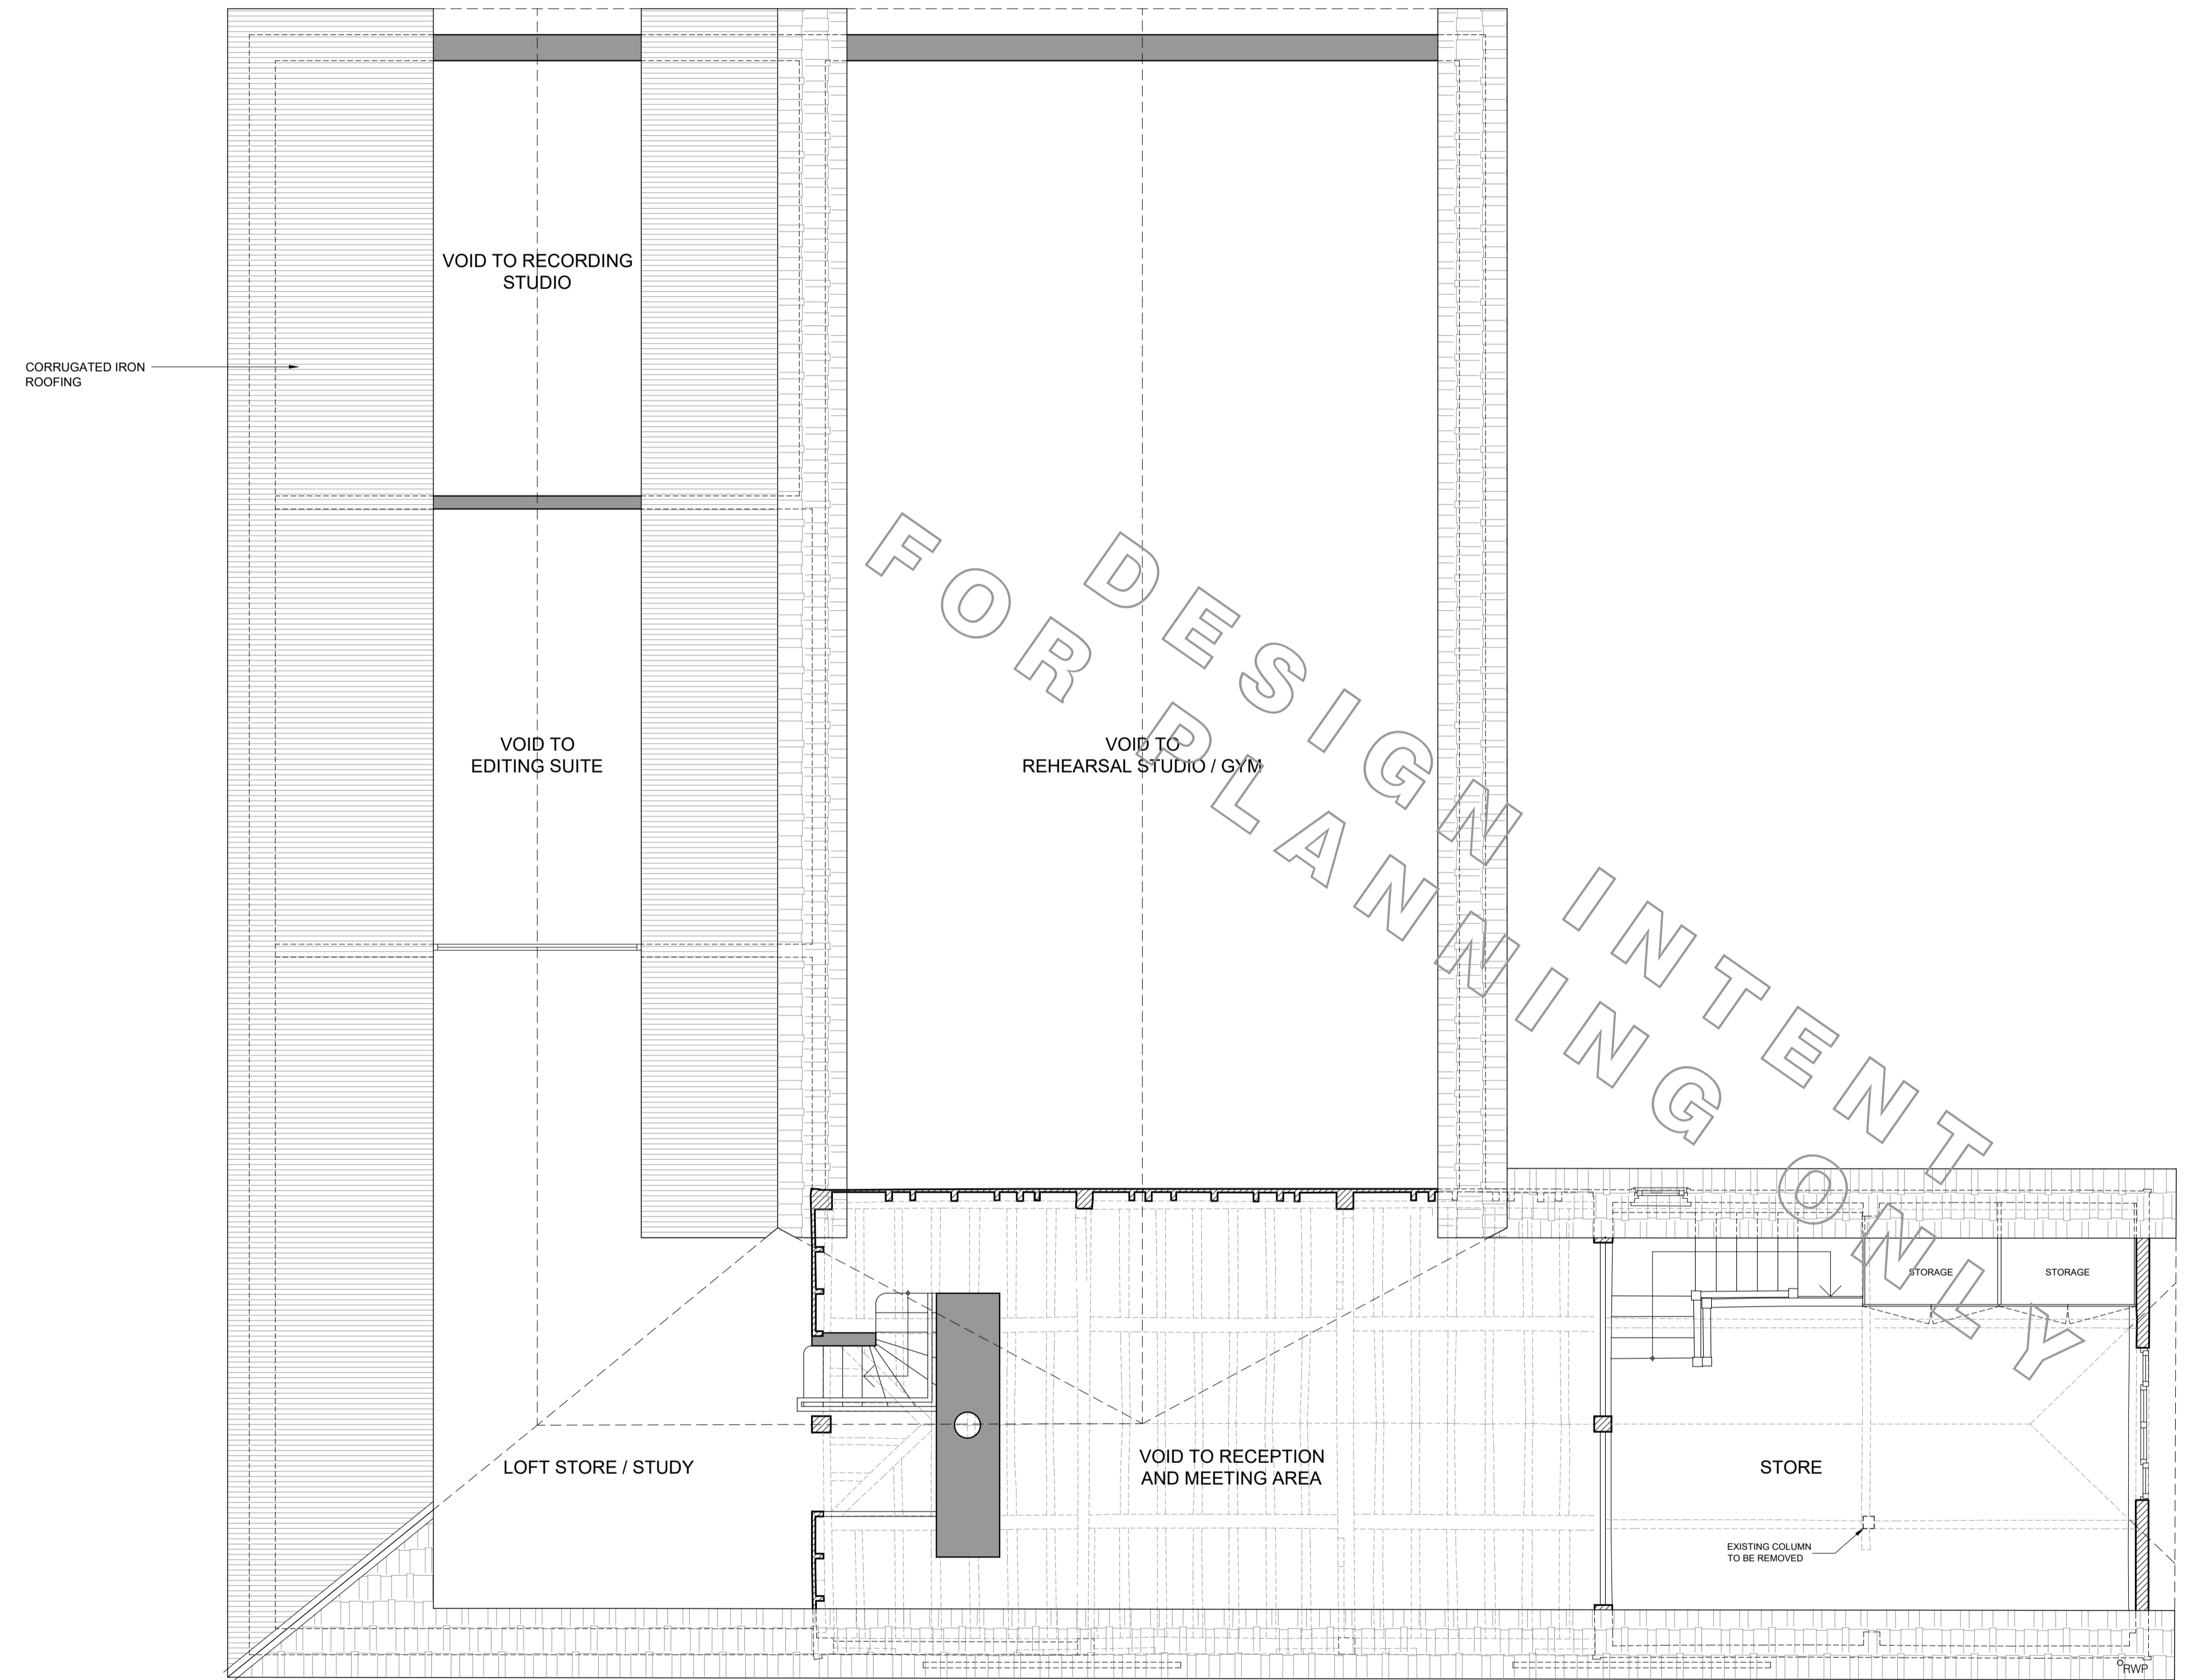 VOID TO RECORDING
STUDIO
CORRUGATED IRON
ROOFING
DESIGN INTENT
FOR PLANNING ONLY
VOID TO
EDITING SUITE
VOID TO
REHEARSAL STUDIO / GYM
STORAGE
STORAGE
LOFT STORE / STUDY
VOID TO RECEPTION
AND MEETING AREA
STORE
EXISTING COLUMN
TO BE REMOVED
RWP